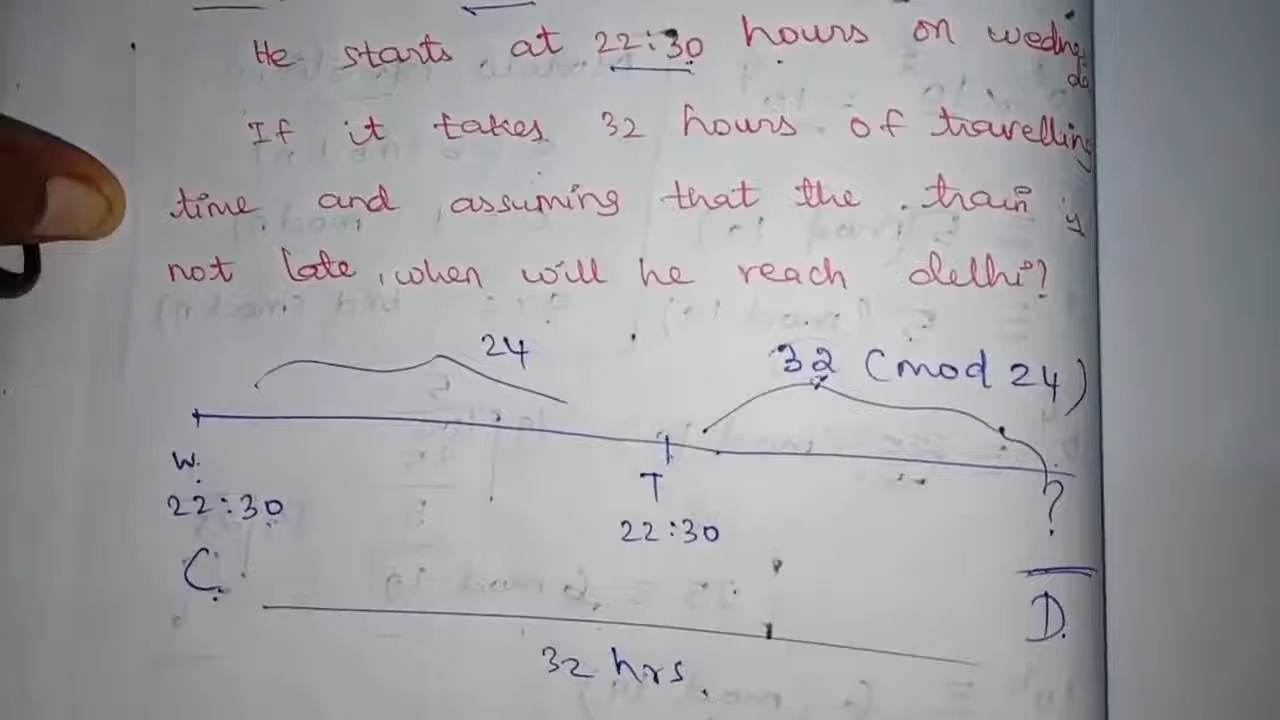 He starts at 22:30 hours on
If it takes 32 hours of travelling
time and assuming that the train is
not late, when will he reach delhi?
24
32 (mod 24)
W.
22:30
T
22:30
?
C.
D.
32 hrs.